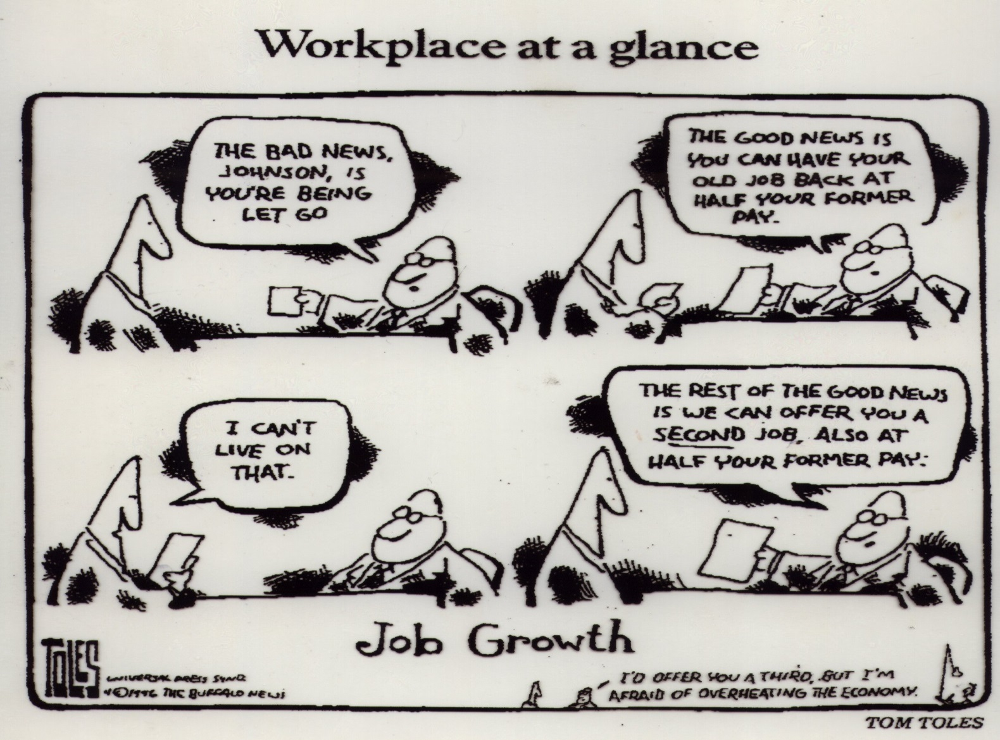 Workplace at a glance
THE BAD NEWS,
JOHNSON, IS
YOU'RE BEING
LET GO
THE GOOD NEWS IS
YOU CAN HAVE YOUR
OLD JOB BACK AT
HALF YOUR FORMER
PAY.
I CAN'T
LIVE ON
THAT.
THE REST OF THE GOOD NEWS
IS WE CAN OFFER YOU A
SECOND JOB, ALSO AT
HALF YOUR FORMER PAY.
Job Growth
TOLES
UNIVERSAL PRESS SYND.
©1996 THE BUFFALO NEWS
I'D OFFER YOU A THIRD, BUT I'M
AFRAID OF OVERHEATING THE ECONOMY.
TOM TOLES